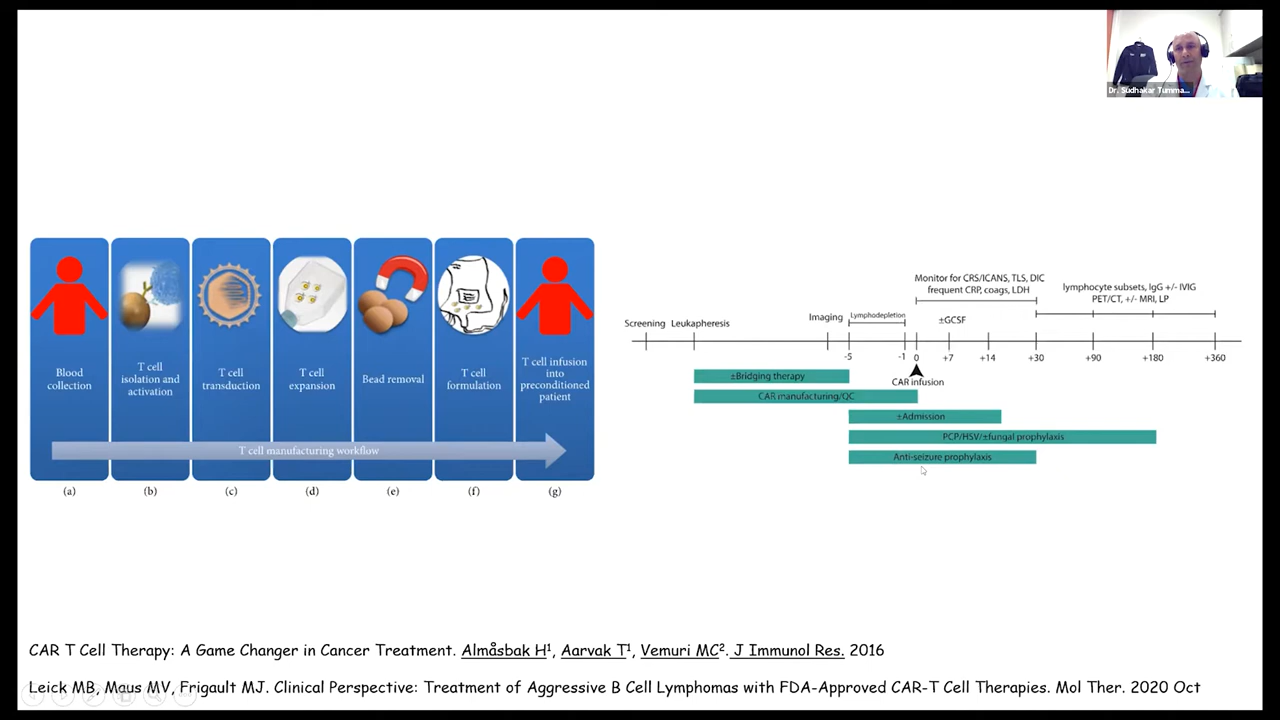 Dr. Sudhakar Tumma...
Blood
collection
T cell
isolation and
activation
T cell
transduction
T cell
expansion
Bead removal
T cell
formulation
T cell infusion
into
preconditioned
patient
T cell manufacturing workflow
(a)
(b)
(c)
(d)
(e)
(f)
(g)
Monitor for CRS/ICANS, TLS, DIC
frequent CRP, coags, LDH
lymphocyte subsets, IgG +/- IVIG
PET/CT, +/- MRI, LP
Screening Leukapheresis
Imaging
Lymphodepletion
±GCSF
-5 -1 0 +7 +14 +30 +90 +180 +360
CAR infusion
±Bridging therapy
CAR manufacturing/QC
±Admission
PCP/HSV/±fungal prophylaxis
Anti-seizure prophylaxis
CAR T Cell Therapy: A Game Changer in Cancer Treatment. Almåsbak H1, Aarvak T1, Vemuri MC2. J Immunol Res. 2016
Leick MB, Maus MV, Frigault MJ. Clinical Perspective: Treatment of Aggressive B Cell Lymphomas with FDA-Approved CAR-T Cell Therapies. Mol Ther. 2020 Oct